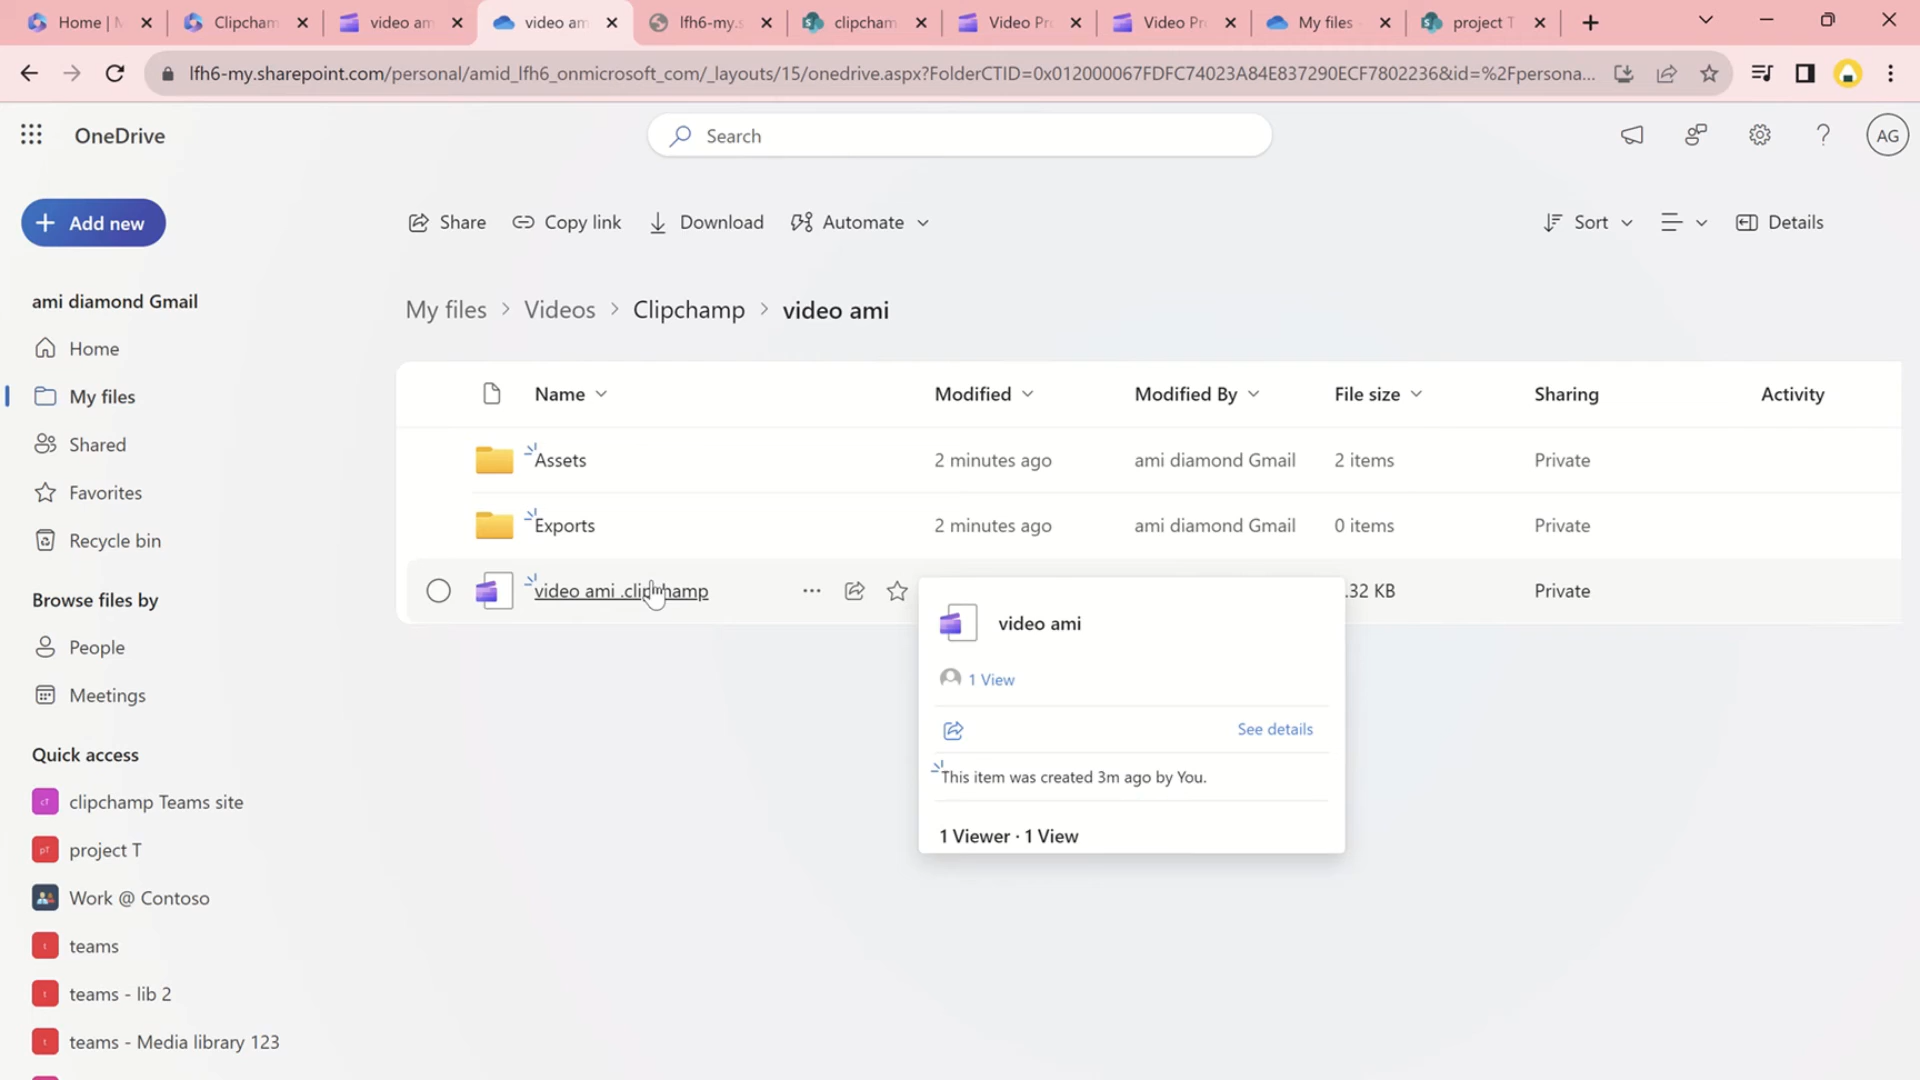 Home | M
Clipcham
video am
video am
lfh6-my.s
clipcham
Video Pr
Video Pr
My files -
project T
lfh6-my.sharepoint.com/personal/amid_lfh6_onmicrosoft_com/_layouts/15/onedrive.aspx?FolderCTID=0x012000067FDFC74023A84E837290ECF7802236&id=%2Fpersona...
OneDrive
Search
AG
Add new
Share
Copy link
Download
Automate
Sort
Details
ami diamond Gmail
Home
My files
Shared
Favorites
Recycle bin
Browse files by
People
Meetings
Quick access
cT clipchamp Teams site
pT project T
Work @ Contoso
t teams
t teams - lib 2
t teams - Media library 123
My files > Videos > Clipchamp > video ami
Name Modified Modified By File size Sharing Activity
Assets 2 minutes ago ami diamond Gmail 2 items Private
Exports 2 minutes ago ami diamond Gmail 0 items Private
video ami .clipchamp .32 KB Private
video ami
1 View
See details
This item was created 3m ago by You.
1 Viewer · 1 View